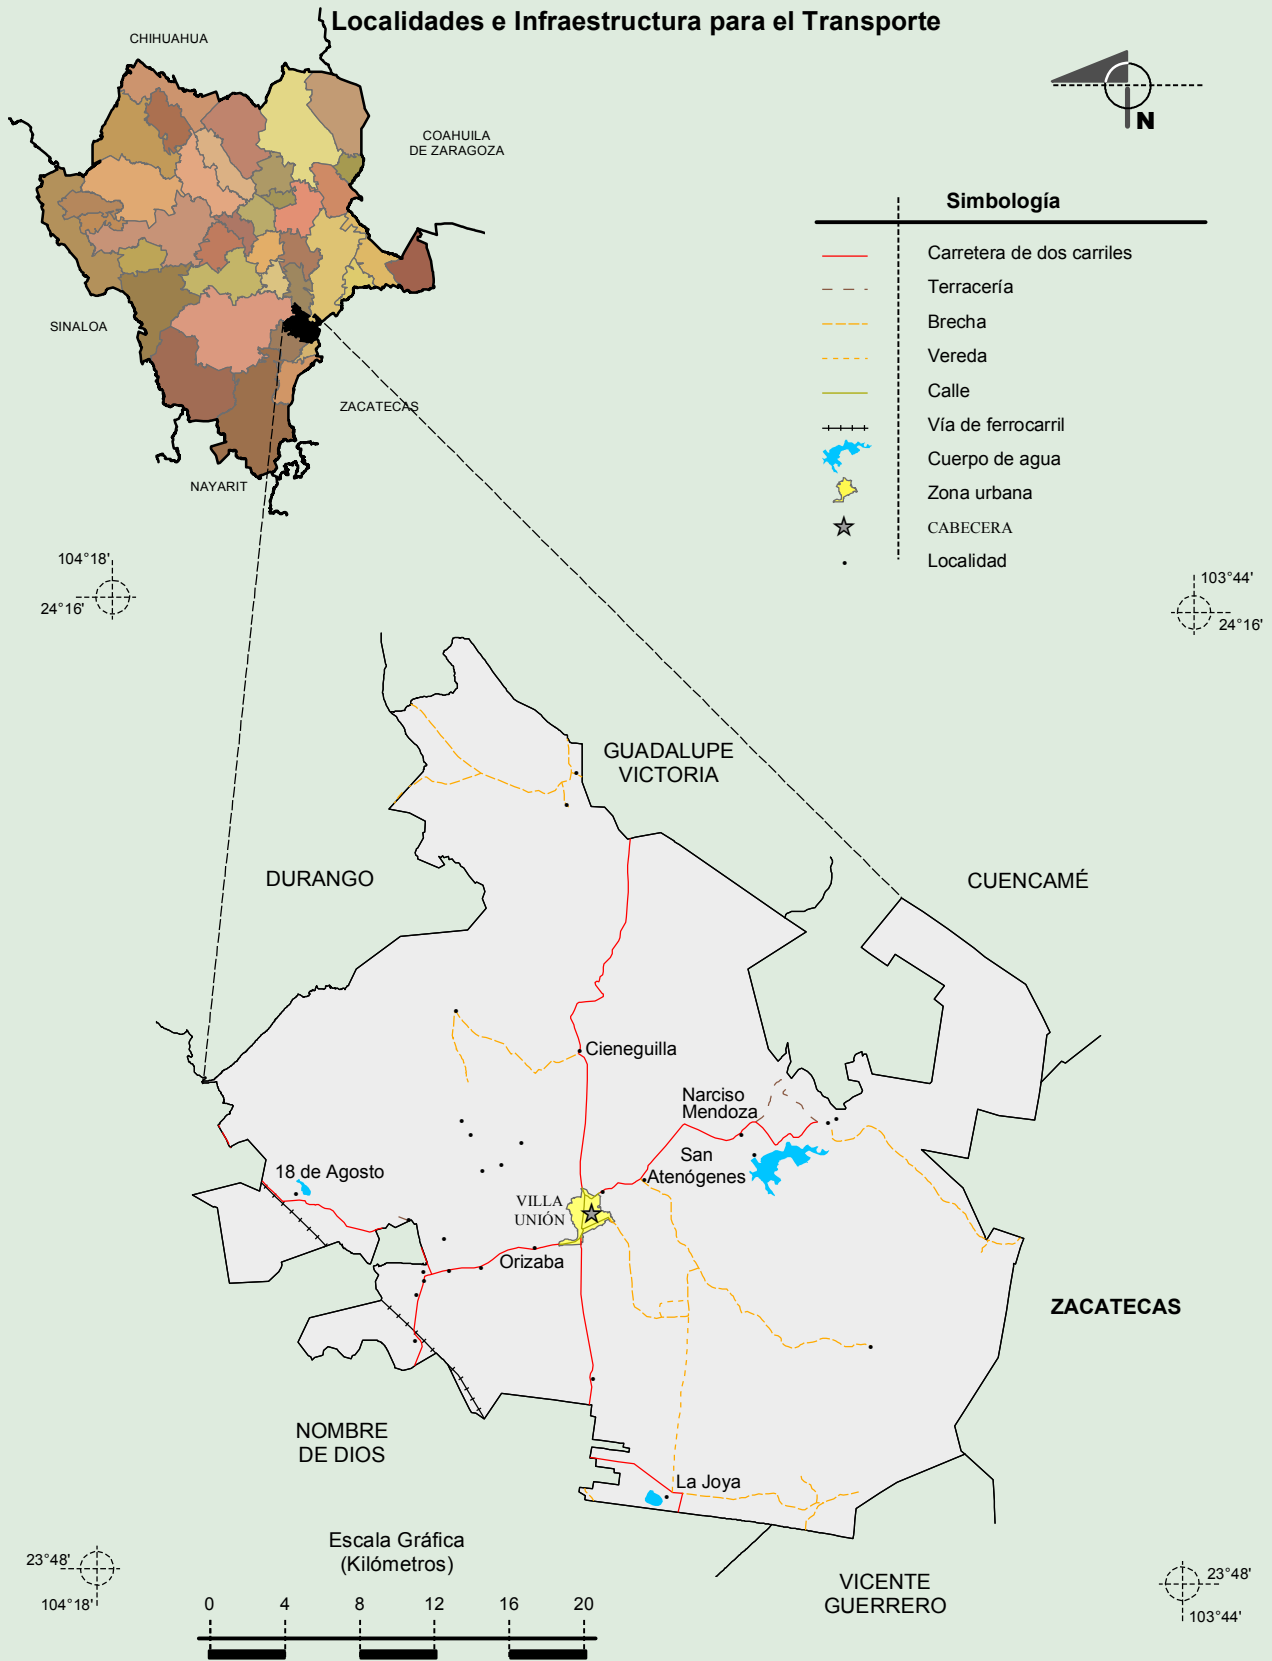 Localidades e Infraestructura para el Transporte
CHIHUAHUA
COAHUILA
DE ZARAGOZA
SINALOA
ZACATECAS
NAYARIT
N
Simbología
Carretera de dos carriles
Terracería
Brecha
Vereda
Calle
Vía de ferrocarril
Cuerpo de agua
Zona urbana
CABECERA
Localidad
104°18'
24°16'
103°44'
24°16'
GUADALUPE
VICTORIA
DURANGO
CUENCAMÉ
Cieneguilla
Narciso
Mendoza
San
Atenógenes
18 de Agosto
VILLA
UNIÓN
Orizaba
ZACATECAS
NOMBRE
DE DIOS
La Joya
VICENTE
GUERRERO
Escala Gráfica
(Kilómetros)
0 4 8 12 16 20
23°48'
104°18'
23°48'
103°44'